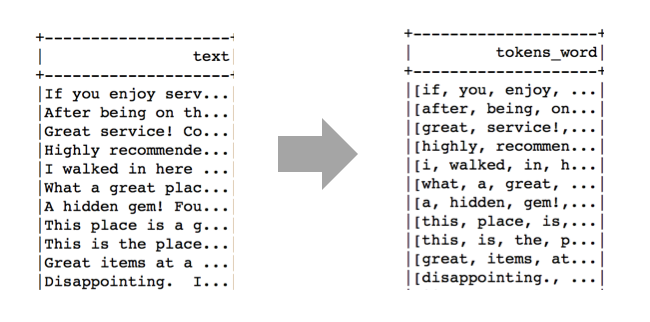 +--------------------+
|                text|
+--------------------+
|If you enjoy serv...|
|After being on th...|
|Great service! Co...|
|Highly recommende...|
|I walked in here ...|
|What a great plac...|
|A hidden gem! Fou...|
|This place is a g...|
|This is the place...|
|Great items at a ...|
|Disappointing.  I...|
+--------------------+
|         tokens_word|
+--------------------+
|[if, you, enjoy, ...|
|[after, being, on...|
|[great, service!,...|
|[highly, recommen...|
|[i, walked, in, h...|
|[what, a, great, ...|
|[a, hidden, gem!,...|
|[this, place, is,...|
|[this, is, the, p...|
|[great, items, at...|
|[disappointing., ...|